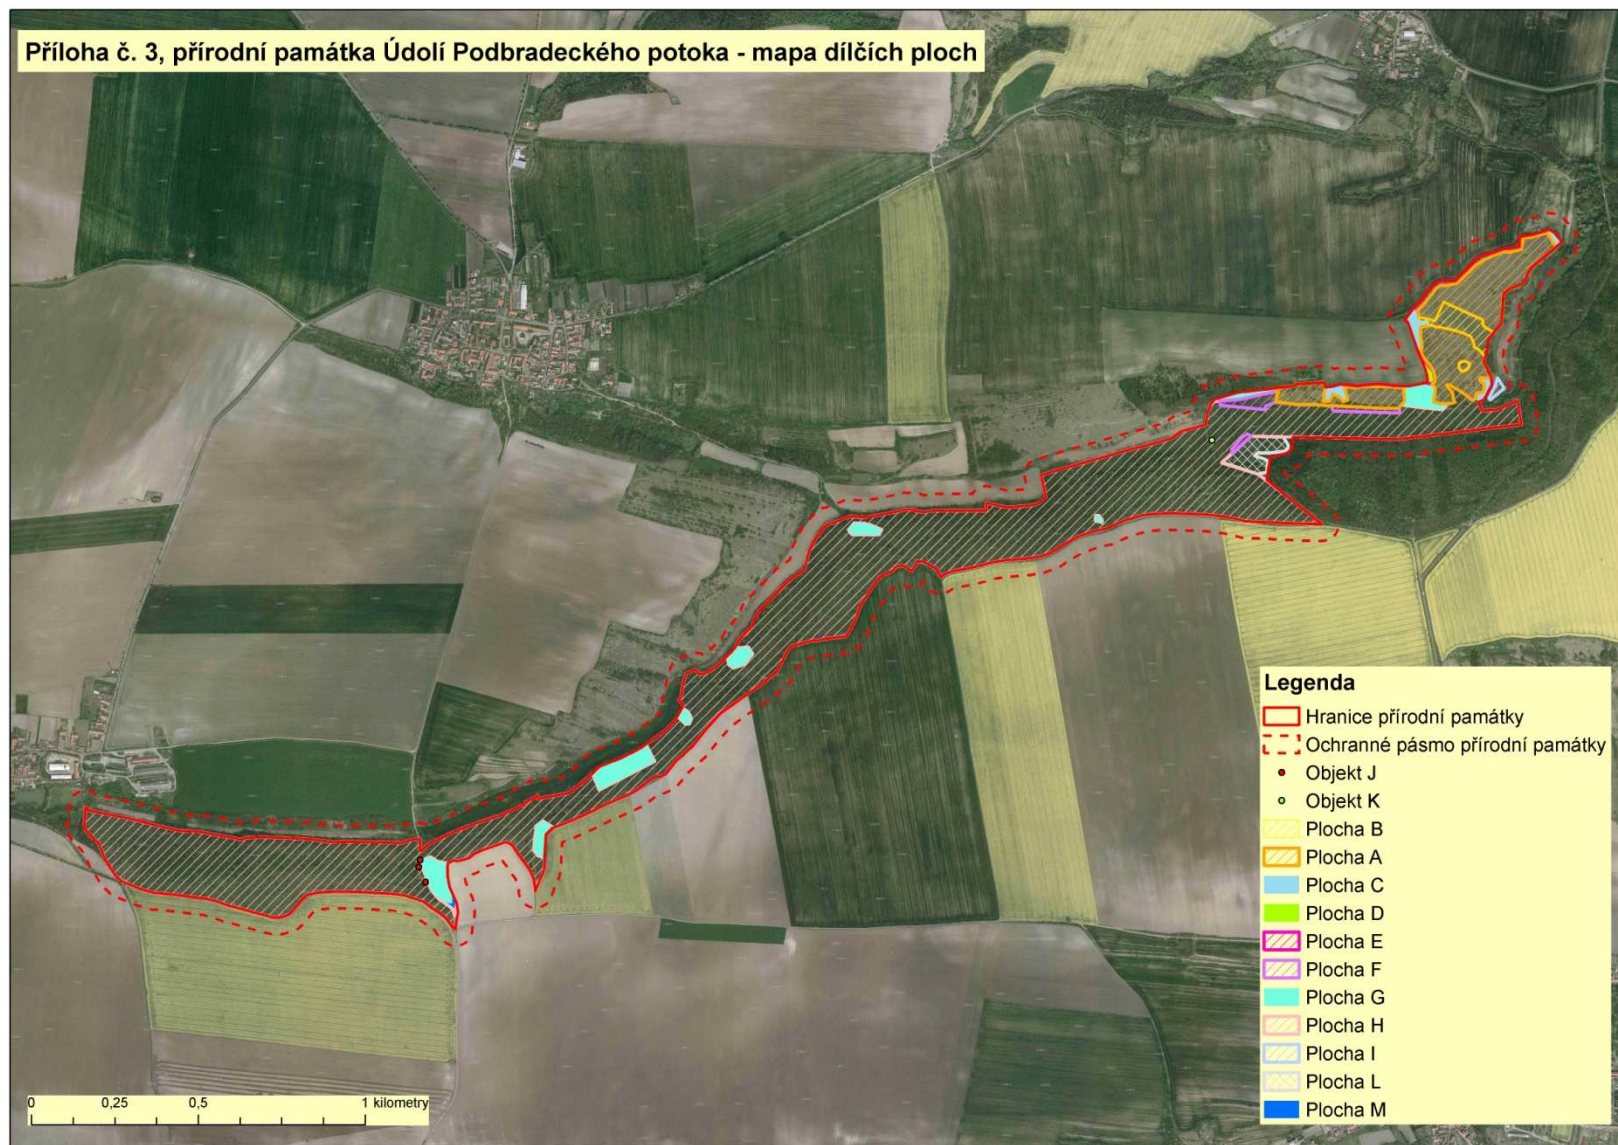 Příloha č. 3, přírodní památka Údolí Podbradeckého potoka - mapa dílčích ploch
Legenda
Hranice přírodní památky
Ochranné pásmo přírodní památky
Objekt J
Objekt K
Plocha B
Plocha A
Plocha C
Plocha D
Plocha E
Plocha F
Plocha G
Plocha H
Plocha I
Plocha L
Plocha M
0 0,25 0,5 1 kilometry